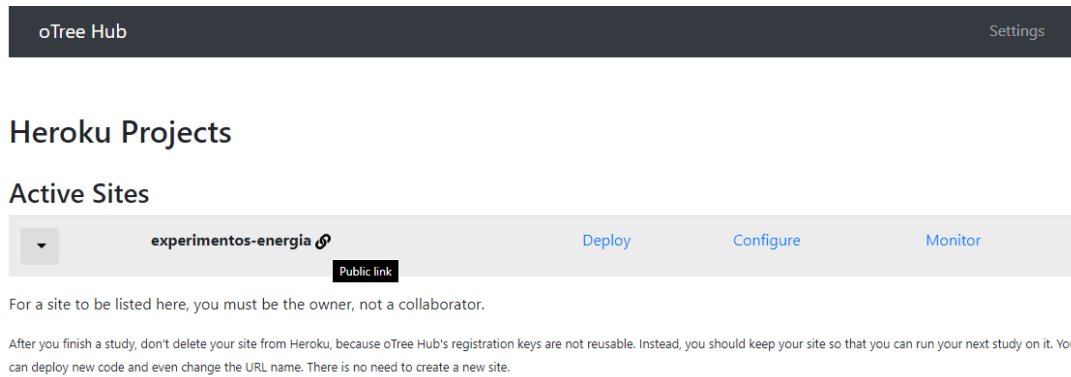 oTree Hub Settings
Heroku Projects
Active Sites
experimentos-energia Deploy Configure Monitor
Public link
For a site to be listed here, you must be the owner, not a collaborator.
After you finish a study, don't delete your site from Heroku, because oTree Hub's registration keys are not reusable. Instead, you should keep your site so that you can run your next study on it. Yo
can deploy new code and even change the URL name. There is no need to create a new site.